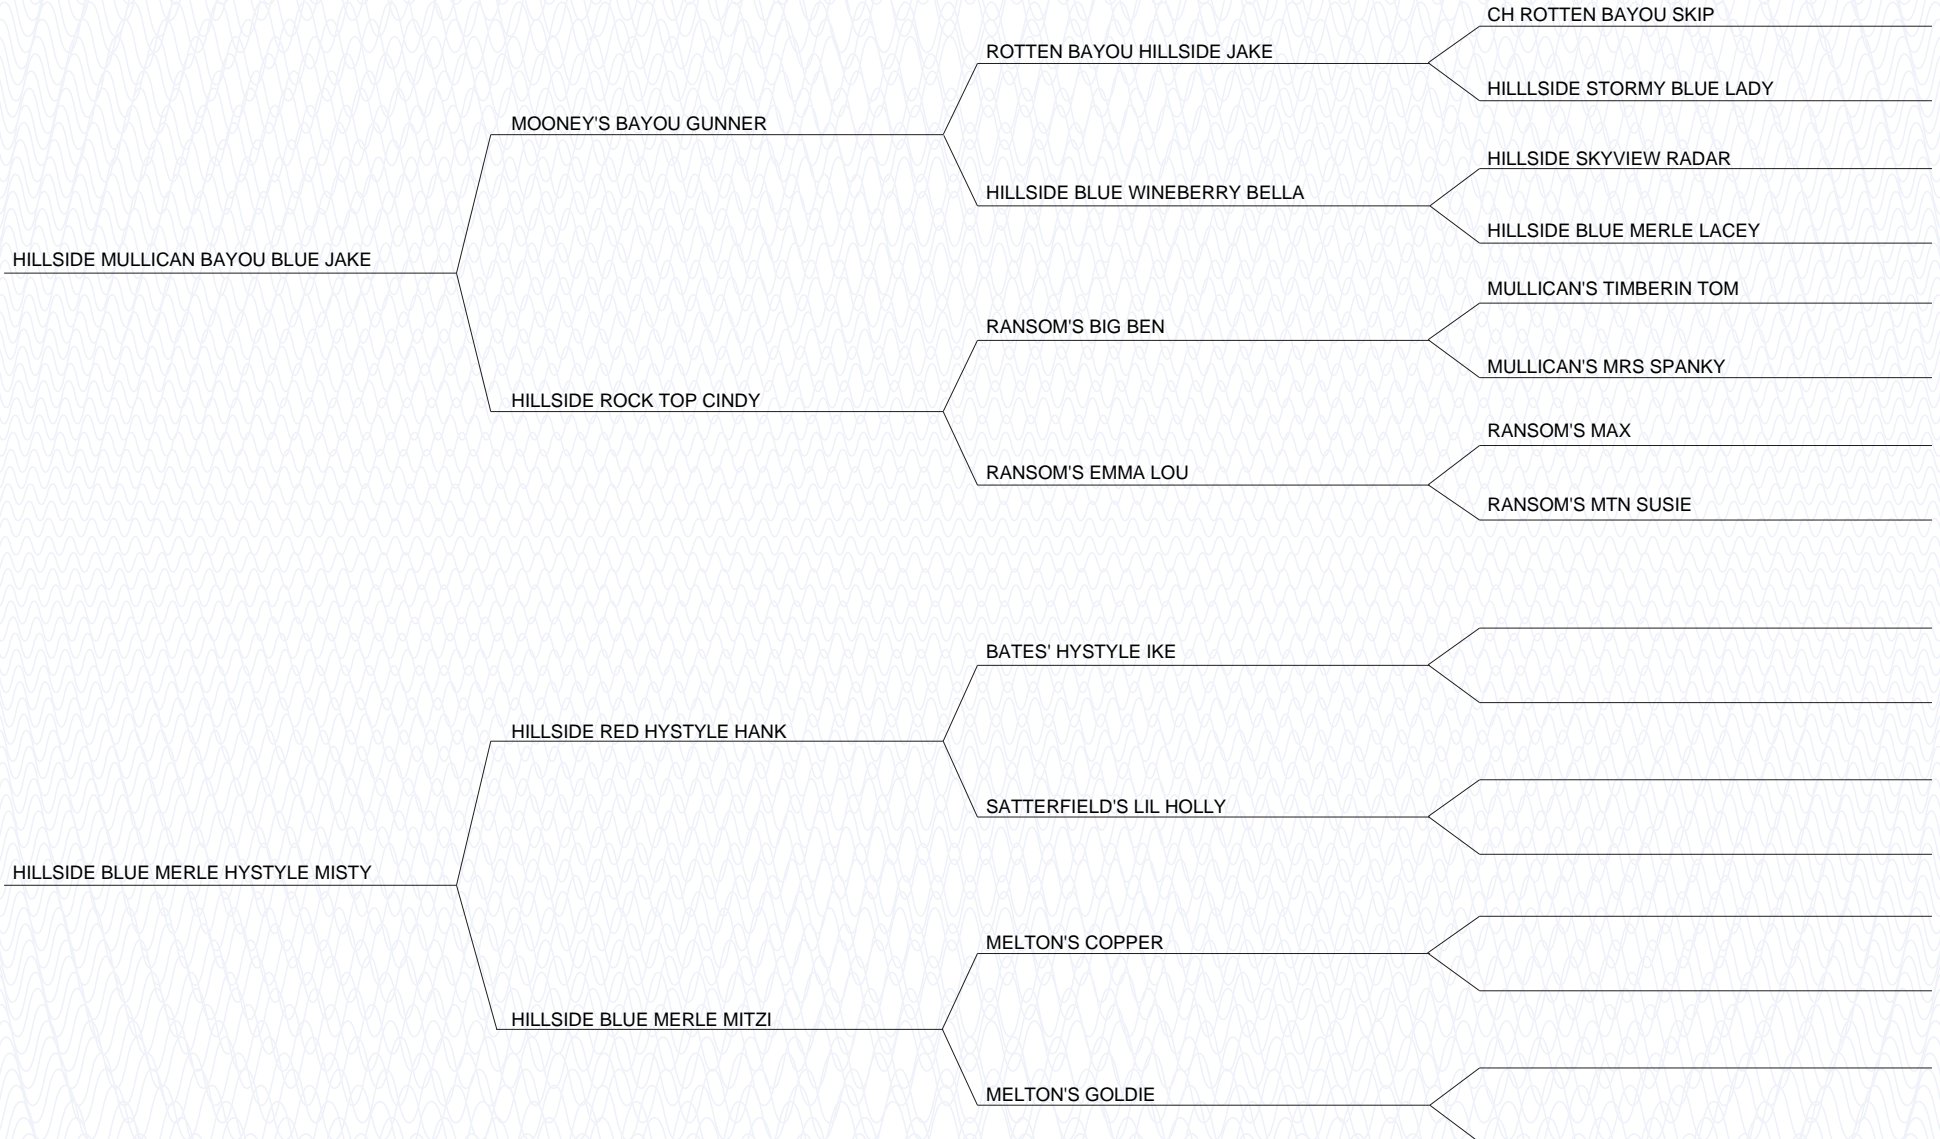 CH ROTTEN BAYOU SKIP
ROTTEN BAYOU HILLSIDE JAKE
HILLLSIDE STORMY BLUE LADY
MOONEY'S BAYOU GUNNER
HILLSIDE SKYVIEW RADAR
HILLSIDE BLUE WINEBERRY BELLA
HILLSIDE BLUE MERLE LACEY
HILLSIDE MULLICAN BAYOU BLUE JAKE
MULLICAN'S TIMBERIN TOM
RANSOM'S BIG BEN
MULLICAN'S MRS SPANKY
HILLSIDE ROCK TOP CINDY
RANSOM'S MAX
RANSOM'S EMMA LOU
RANSOM'S MTN SUSIE
BATES' HYSTYLE IKE
HILLSIDE RED HYSTYLE HANK
SATTERFIELD'S LIL HOLLY
HILLSIDE BLUE MERLE HYSTYLE MISTY
MELTON'S COPPER
HILLSIDE BLUE MERLE MITZI
MELTON'S GOLDIE